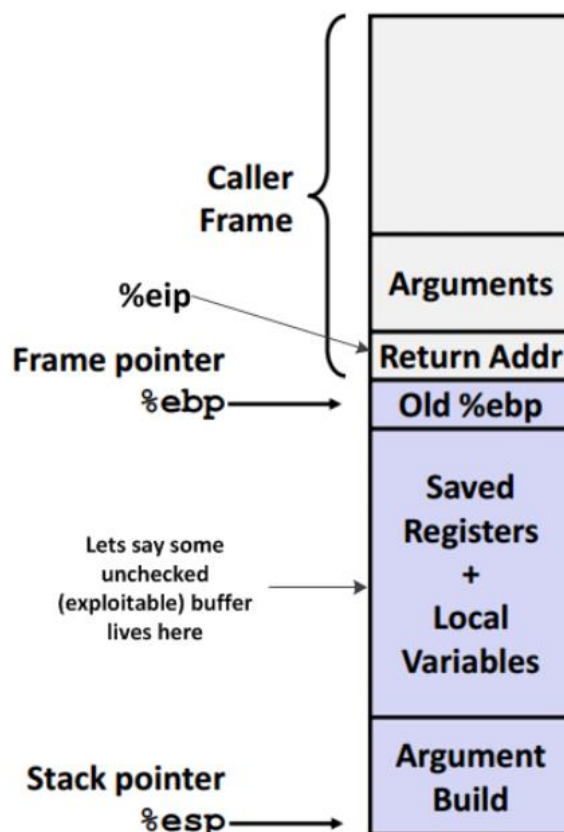 Caller
Frame
%eip
Arguments
Return Addr
Frame pointer
%ebp
Old %ebp
Saved
Registers
+
Local
Variables
Lets say some
unchecked
(exploitable) buffer
lives here
Argument
Build
Stack pointer
%esp